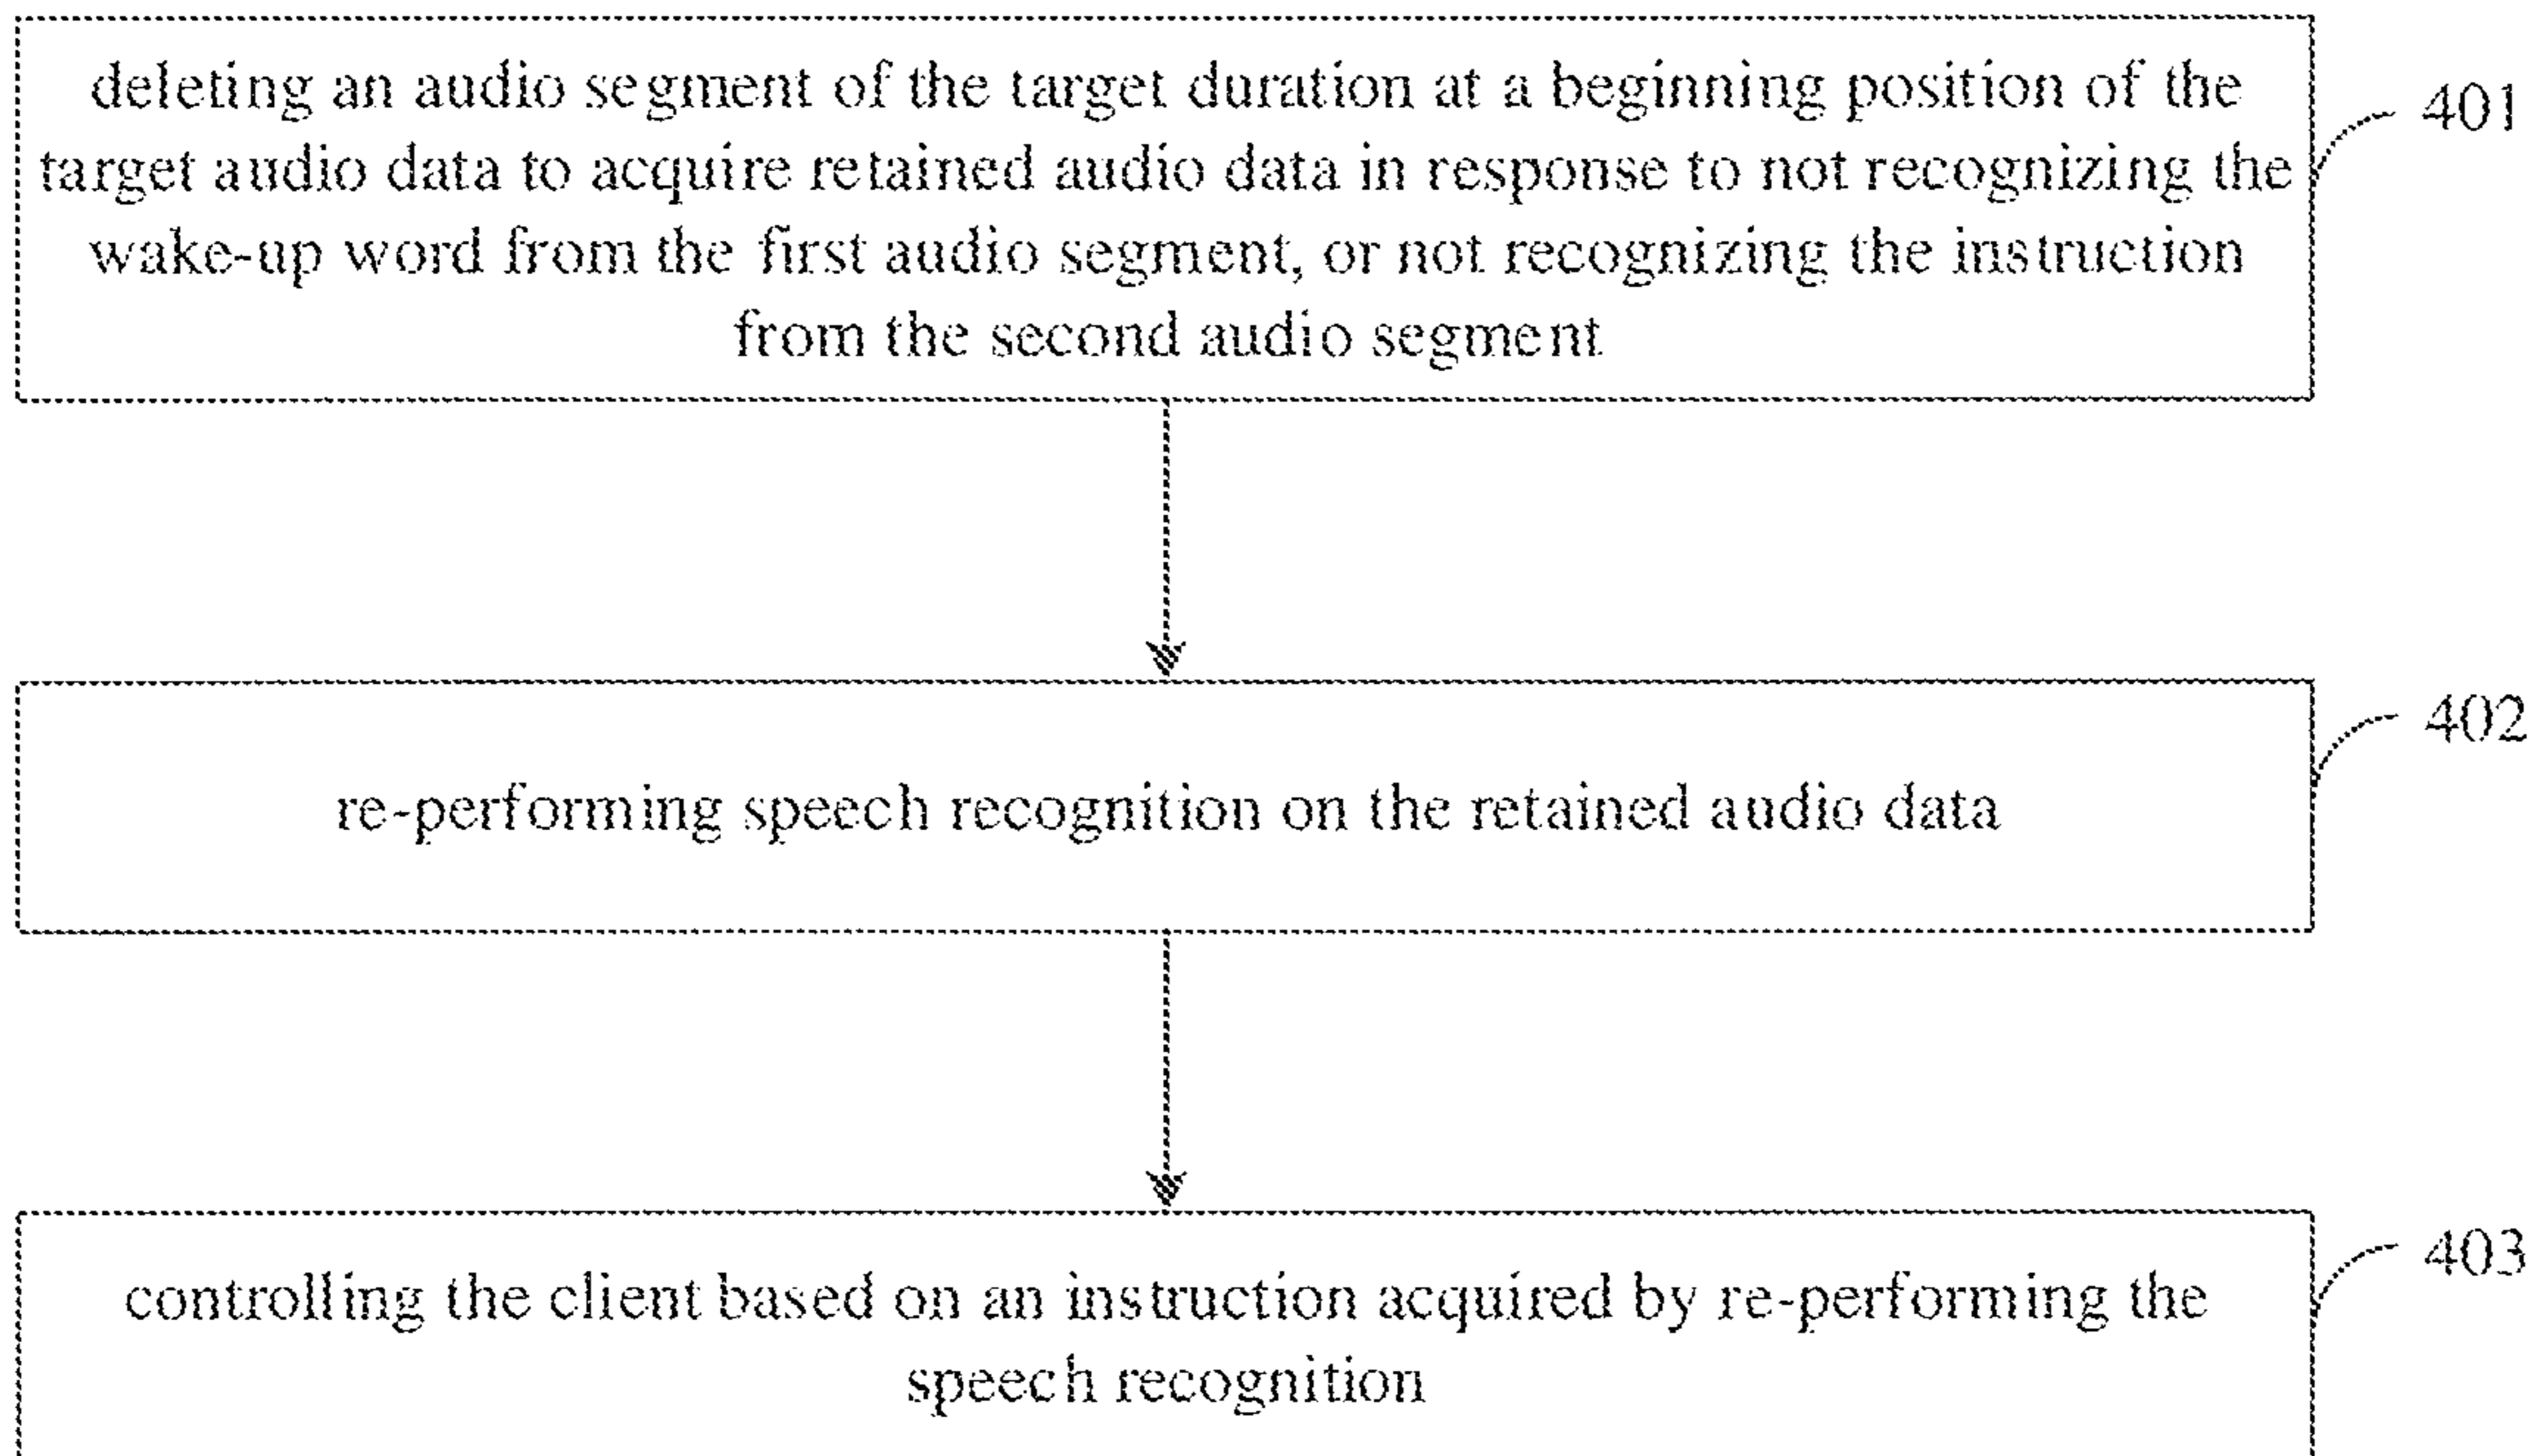 deleting an audio segment of the target duration at a beginning position of the
target audio data to acquire retained audio data in response to not recognizing the
wake-up word from the first audio segment, or not recognizing the instruction
from the second audio segment
401
re-performing speech recognition on the retained audio data
402
controlling the client based on an instruction acquired by re-performing the
speech recognition
403